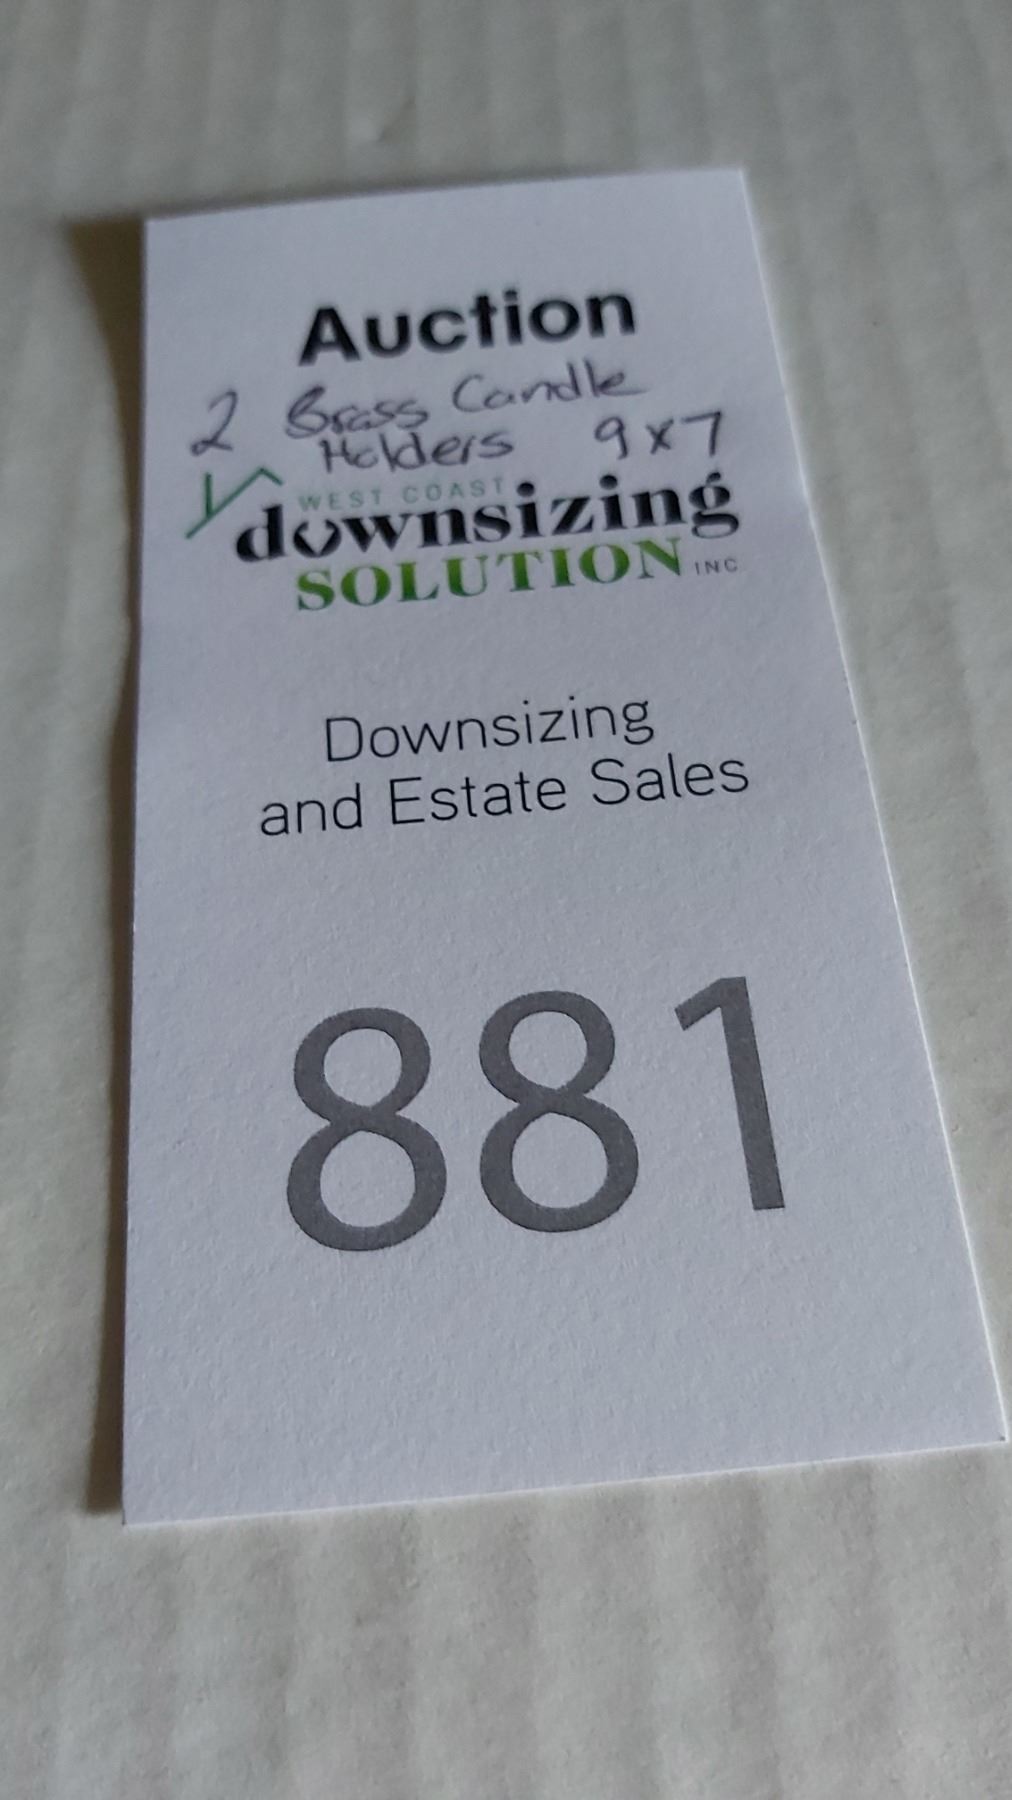 Auction
2 Brass Candle
Holders 9x7
WEST COAST
downsizing
SOLUTION INC
Downsizing
and Estate Sales
881